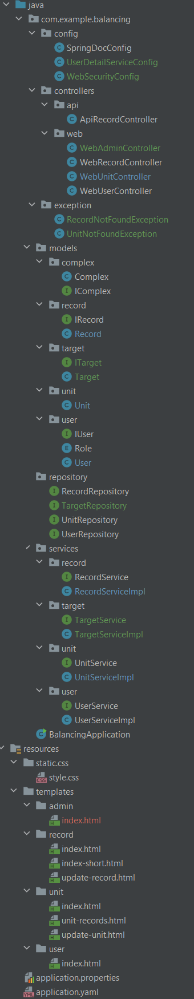 java
com.example.balancing
config
SpringDocConfig
UserDetailServiceConfig
WebSecurityConfig
controllers
api
ApiRecordController
web
WebAdminController
WebRecordController
WebUnitController
WebUserController
exception
RecordNotFoundException
UnitNotFoundException
models
complex
Complex
IComplex
record
IRecord
Record
target
ITarget
Target
unit
Unit
user
IUser
Role
User
repository
RecordRepository
TargetRepository
UnitRepository
UserRepository
services
record
RecordService
RecordServiceImpl
target
TargetService
TargetServiceImpl
unit
UnitService
UnitServiceImpl
user
UserService
UserServiceImpl
BalancingApplication
resources
static.css
style.css
templates
admin
index.html
record
index.html
index-short.html
update-record.html
unit
index.html
unit-records.html
update-unit.html
user
index.html
application.properties
application.yaml